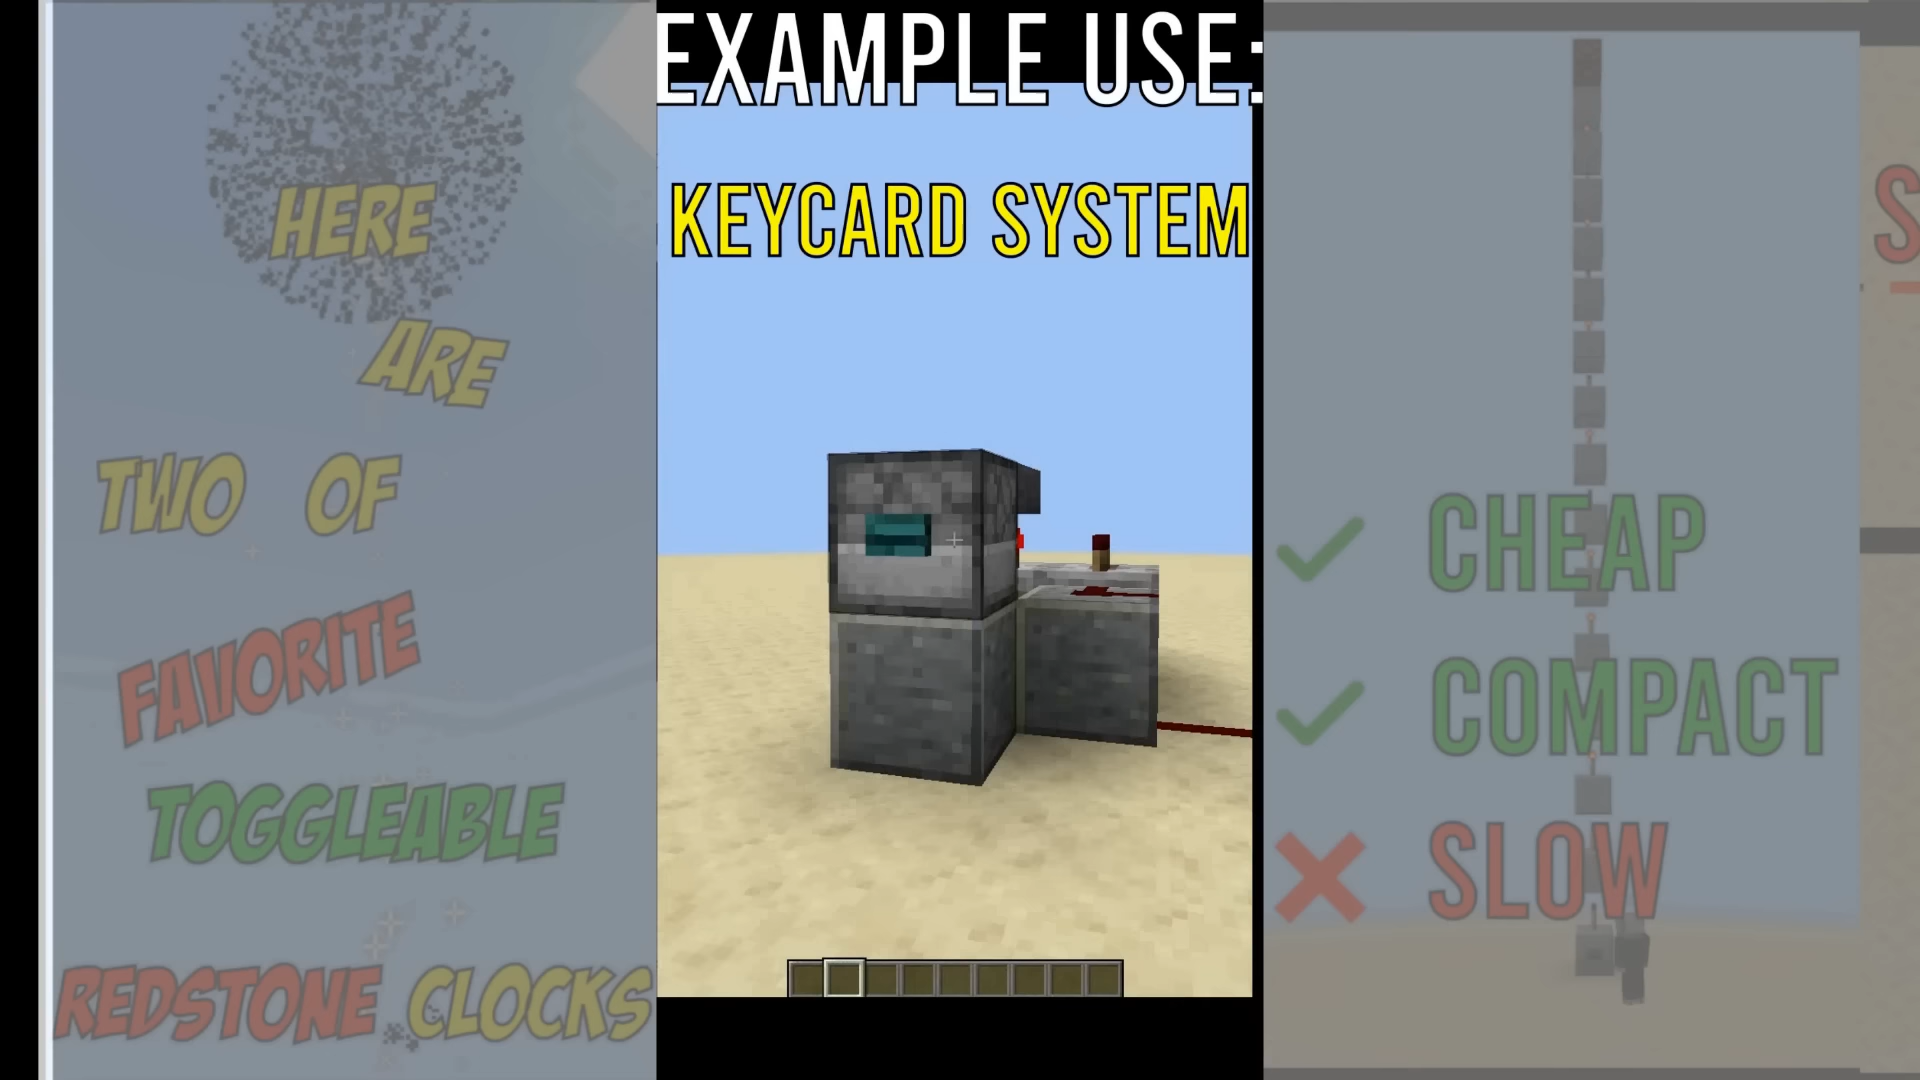 HERE
ARE
TWO OF
FAVORITE
TOGGLEABLE
REDSTONE CLOCKS
EXAMPLE USE:
KEYCARD SYSTEM
CHEAP
COMPACT
SLOW
S